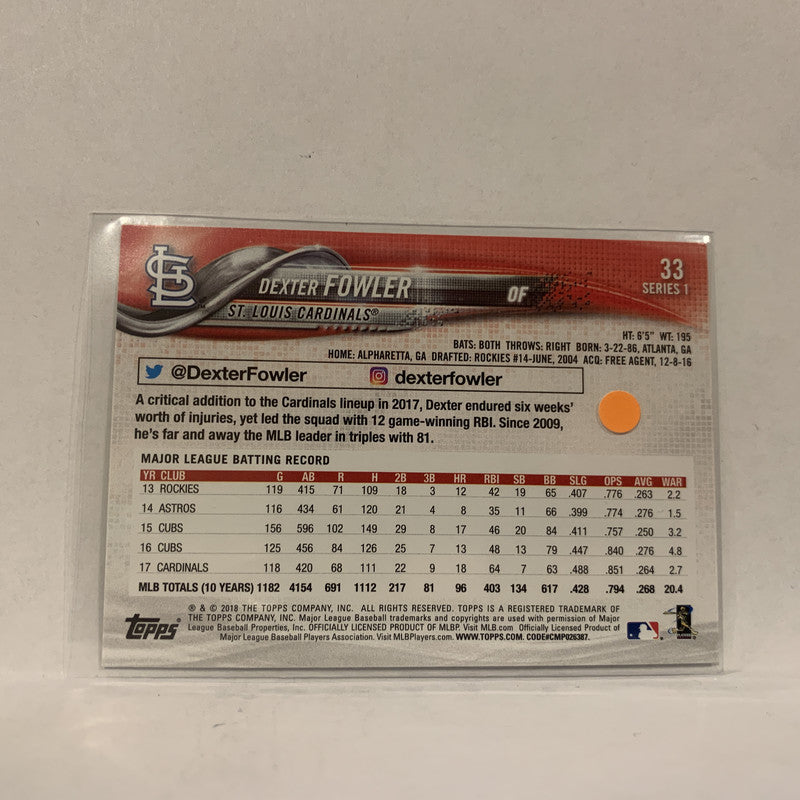 STL
33
SERIES 1
DEXTER FOWLER
OF
ST. LOUIS CARDINALS®
HT: 6'5" WT: 195
BATS: BOTH THROWS: RIGHT BORN: 3-22-86, ATLANTA, GA
HOME: ALPHARETTA, GA DRAFTED: ROCKIES #14-JUNE, 2004 ACQ: FREE AGENT, 12-8-16
@DexterFowler dexterfowler
A critical addition to the Cardinals lineup in 2017, Dexter endured six weeks'
worth of injuries, yet led the squad with 12 game-winning RBI. Since 2009,
he's far and away the MLB leader in triples with 81.
MAJOR LEAGUE BATTING RECORD
YR CLUB G AB R H 2B 3B HR RBI SB BB SLG OPS AVG WAR
13 ROCKIES 119 415 71 109 18 3 12 42 19 65 .407 .776 .263 2.2
14 ASTROS 116 434 61 120 21 4 8 35 11 66 .399 .774 .276 1.5
15 CUBS 156 596 102 149 29 8 17 46 20 84 .411 .757 .250 3.2
16 CUBS 125 456 84 126 25 7 13 48 13 79 .447 .840 .276 4.8
17 CARDINALS 118 420 68 111 22 9 18 64 7 63 .488 .851 .264 2.7
MLB TOTALS (10 YEARS) 1182 4154 691 1112 217 81 96 403 134 617 .428 .794 .268 20.4
® & © 2018 THE TOPPS COMPANY, INC. ALL RIGHTS RESERVED. TOPPS IS A REGISTERED TRADEMARK OF
THE TOPPS COMPANY, INC. Major League Baseball trademarks and copyrights are used with permission of Major
League Baseball Properties, Inc. OFFICIALLY LICENSED PRODUCT OF MLBP. Visit MLB.com Officially Licensed Product of
Major League Baseball Players Association. Visit MLBPlayers.com. WWW.TOPPS.COM. CODE#CMP026387.
TOPPS